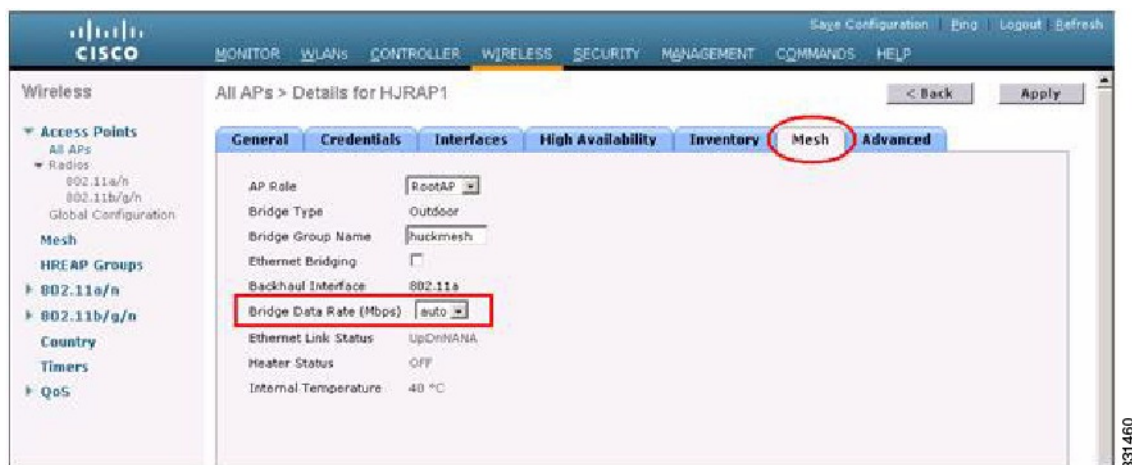 Save Configuration | Ping | Logout | Refresh
CISCO
MONITOR WLANs CONTROLLER WIRELESS SECURITY MANAGEMENT COMMANDS HELP
Wireless
All APs > Details for HJRAP1
< Back
Apply
Access Points
All APs
Radios
802.11a/n
802.11b/g/n
Global Configuration
Mesh
HREAP Groups
802.11a/n
802.11b/g/n
Country
Timers
QoS
General Credentials Interfaces High Availability Inventory Mesh Advanced
AP Role RootAP
Bridge Type Outdoor
Bridge Group Name huckmesh
Ethernet Bridging
Backhaul Interface 802.11a
Bridge Data Rate (Mbps) auto
Ethernet Link Status UpDnNANA
Heater Status OFF
Internal Temperature 40 °C
331460